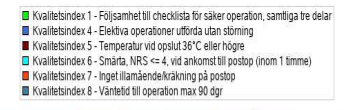 Kvalitetsindex 1 - Följsamhet till checklista för säker operation, samtliga tre delar
Kvalitetsindex 4 - Elektiva operationer utförda utan störning
Kvalitetsindex 5 - Temperatur vid opslut 36°C eller högre
Kvalitetsindex 6 - Smärta, NRS <= 4, vid ankomst till postop (inom 1 timme)
Kvalitetsindex 7 - Inget illamående/kräkning på postop
Kvalitetsindex 8 - Väntetid till operation max 90 dgr